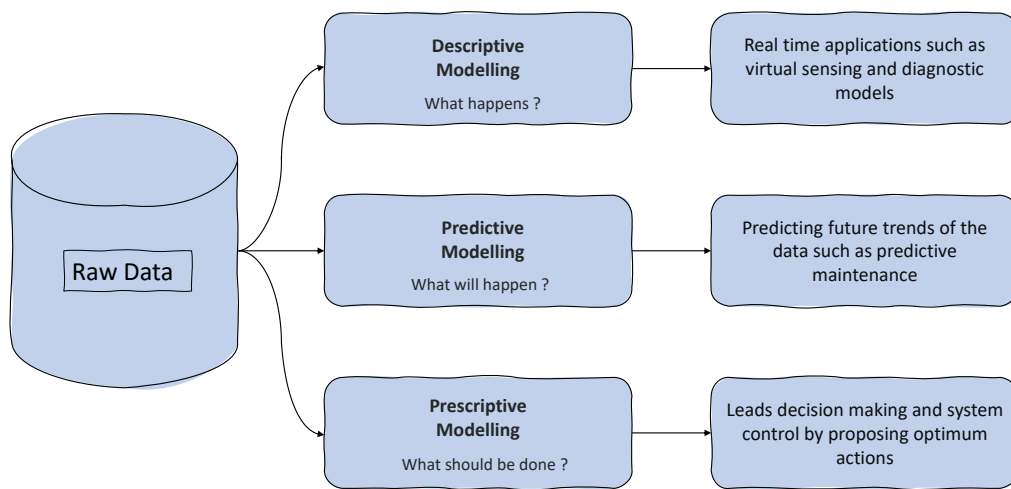 Raw Data
Descriptive
Modelling
What happens ?
Real time applications such as
virtual sensing and diagnostic
models
Predictive
Modelling
What will happen ?
Predicting future trends of the
data such as predictive
maintenance
Prescriptive
Modelling
What should be done ?
Leads decision making and system
control by proposing optimum
actions